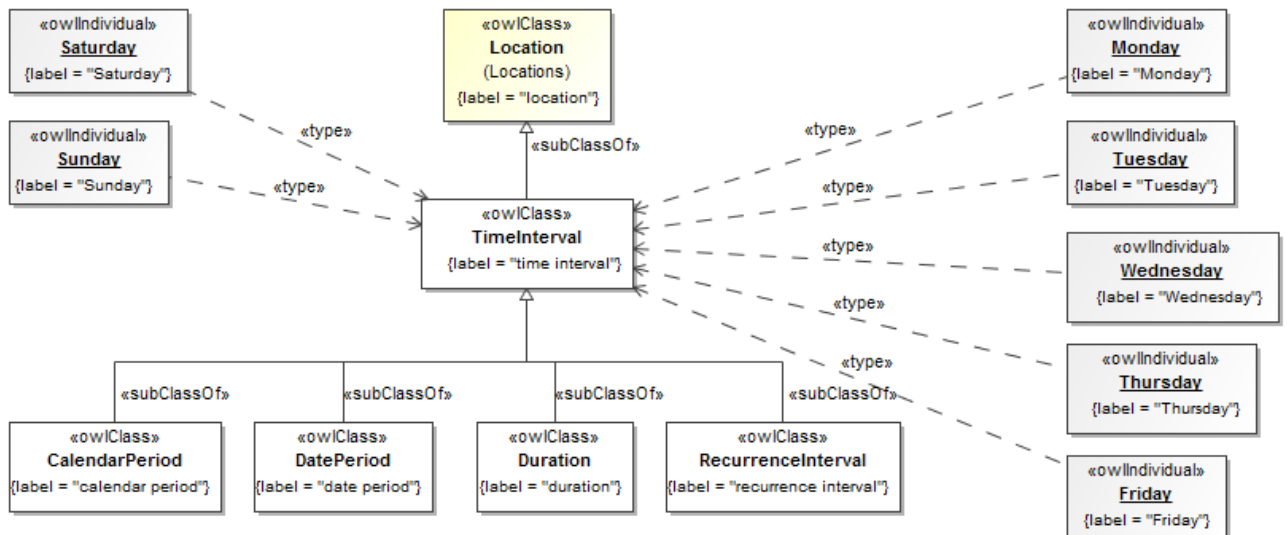 «owlIndividual»
Saturday
{label = "Saturday"}
«owlClass»
Location
(Locations)
{label = "location"}
«owlIndividual»
Monday
{label = "Monday"}
«owlIndividual»
Sunday
{label = "Sunday"}
«type»
«type»
«subClassOf»
«type»
«owlIndividual»
Tuesday
{label = "Tuesday"}
«type»
«owlClass»
TimeInterval
{label = "time interval"}
«type»
«owlIndividual»
Wednesday
{label = "Wednesday"}
«type»
«owlIndividual»
Thursday
{label = "Thursday"}
«type»
«subClassOf»
«subClassOf»
«subClassOf»
«subClassOf»
«owlClass»
CalendarPeriod
{label = "calendar period"}
«owlClass»
DatePeriod
{label = "date period"}
«owlClass»
Duration
{label = "duration"}
«owlClass»
RecurrenceInterval
{label = "recurrence interval"}
«owlIndividual»
Friday
{label = "Friday"}